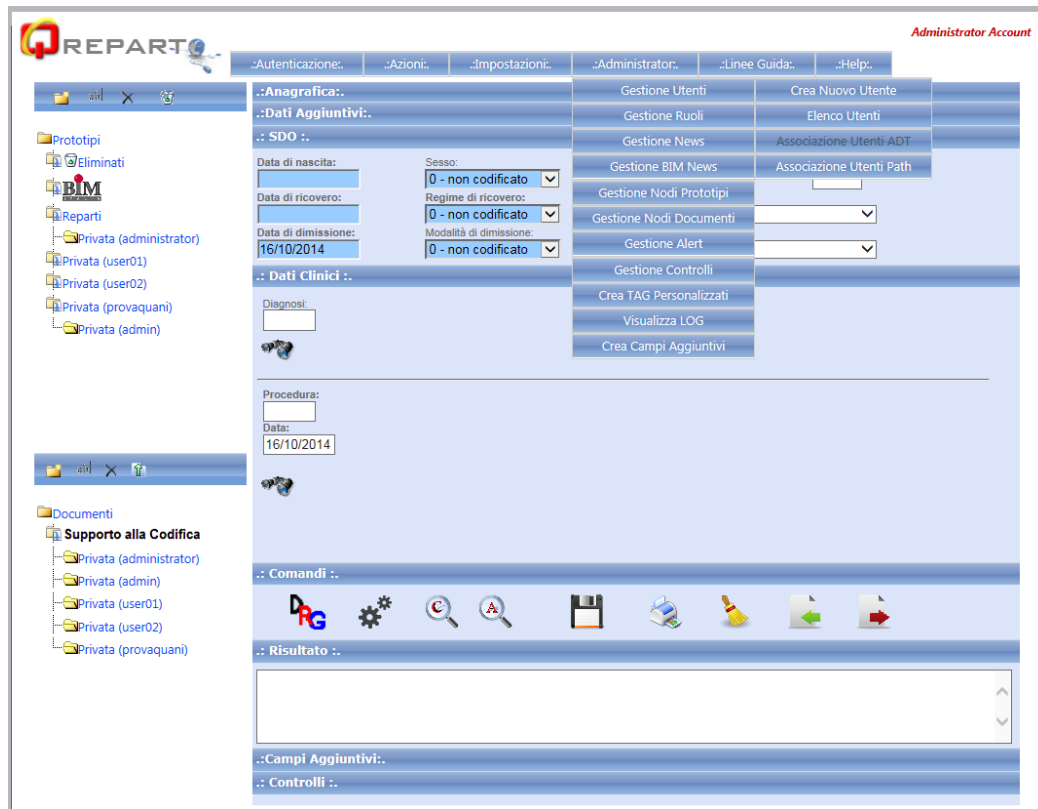 QREPARTO
Administrator Account
.:Autenticazione:. .:Azioni:. .:Impostazioni:. .:Administrator:. .:Linee Guida:. .:Help:.
Gestione Utenti
Gestione Ruoli
Gestione News
Gestione BIM News
Gestione Nodi Prototipi
Gestione Nodi Documenti
Gestione Alert
Gestione Controlli
Crea TAG Personalizzati
Visualizza LOG
Crea Campi Aggiuntivi
Crea Nuovo Utente
Elenco Utenti
Associazione Utenti ADT
Associazione Utenti Path
abl
Prototipi
Eliminati
BIM
ITALIA
Reparti
Privata (administrator)
Privata (user01)
Privata (user02)
Privata (provaquani)
Privata (admin)
abl
Documenti
Supporto alla Codifica
Privata (administrator)
Privata (admin)
Privata (user01)
Privata (user02)
Privata (provaquani)
.:Anagrafica:.
.:Dati Aggiuntivi:.
.: SDO :.
Data di nascita: Sesso:
0 - non codificato
Data di ricovero: Regime di ricovero:
0 - non codificato
Data di dimissione: Modalità di dimissione:
16/10/2014 0 - non codificato
.: Dati Clinici :.
Diagnosi:
Procedura:
Data:
16/10/2014
.: Comandi :.
DRG C A
.: Risultato :.
.:Campi Aggiuntivi:.
.: Controlli :.